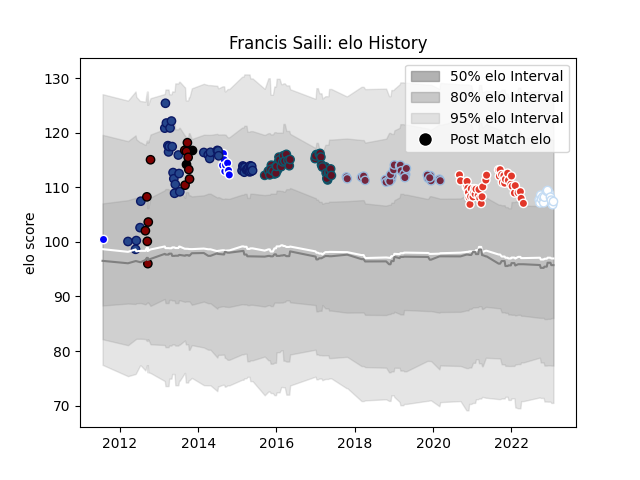 Francis Saili: elo History
130
120
110
100
90
80
70
elo score
50% elo Interval
80% elo Interval
95% elo Interval
Post Match elo
2012 2014 2016 2018 2020 2022